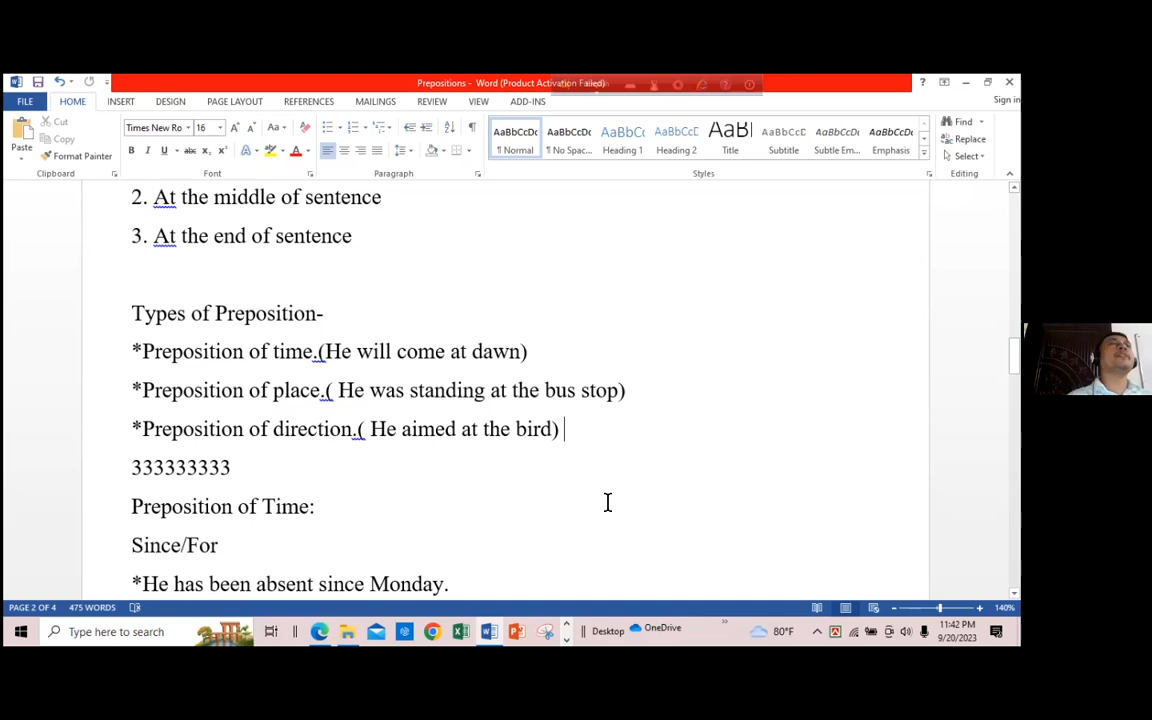 Prepositions - Word (Product Activation Failed)
Sign in
FILE HOME INSERT DESIGN PAGE LAYOUT REFERENCES MAILINGS REVIEW VIEW ADD-INS
Paste
Cut
Copy
Format Painter
Clipboard
Times New Ro 16
Font
Paragraph
AaBbCcDc AaBbCcDc AaBbC AaBbCcE AaB AaBbCcD AaBbCcDc AaBbCcDc
¶ Normal ¶ No Spac... Heading 1 Heading 2 Title Subtitle Subtle Em... Emphasis
Styles
Find
Replace
Select
Editing
2. At the middle of sentence
3. At the end of sentence
Types of Preposition-
*Preposition of time.(He will come at dawn)
*Preposition of place.( He was standing at the bus stop)
*Preposition of direction.( He aimed at the bird)
333333333
Preposition of Time:
Since/For
*He has been absent since Monday.
PAGE 2 OF 4 475 WORDS 140%
Type here to search
Desktop OneDrive 80°F
11:42 PM
9/20/2023